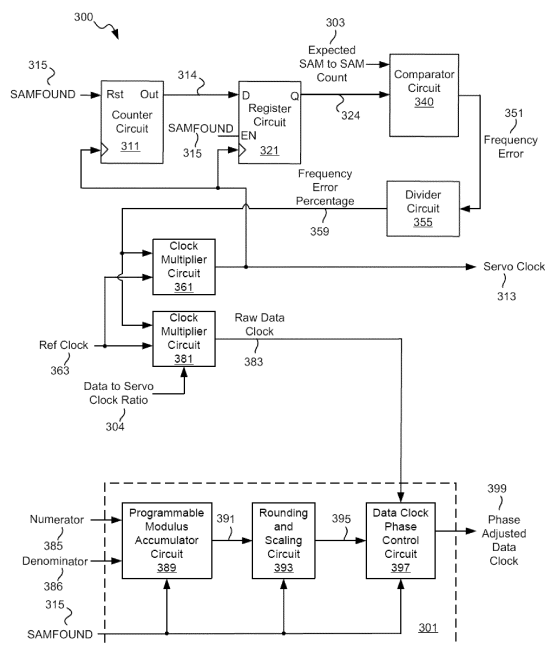 300
315
SAMFOUND
Rst Out
Counter
Circuit
311
314
SAMFOUND
315
D Q
Register
EN
Circuit
321
303
Expected
SAM to SAM
Count
324
Comparator
Circuit
340
351
Frequency
Error
Frequency
Error
Percentage
359
Divider
Circuit
355
Clock
Multiplier
Circuit
361
Servo Clock
313
Ref Clock
363
Clock
Multiplier
Circuit
381
Raw Data
Clock
383
Data to Servo
Clock Ratio
304
Numerator
385
Denominator
386
315
SAMFOUND
Programmable
Modulus
Accumulator
Circuit
389
391
Rounding
and
Scaling
Circuit
393
395
Data Clock
Phase
Control
Circuit
397
399
Phase
Adjusted
Data
Clock
301